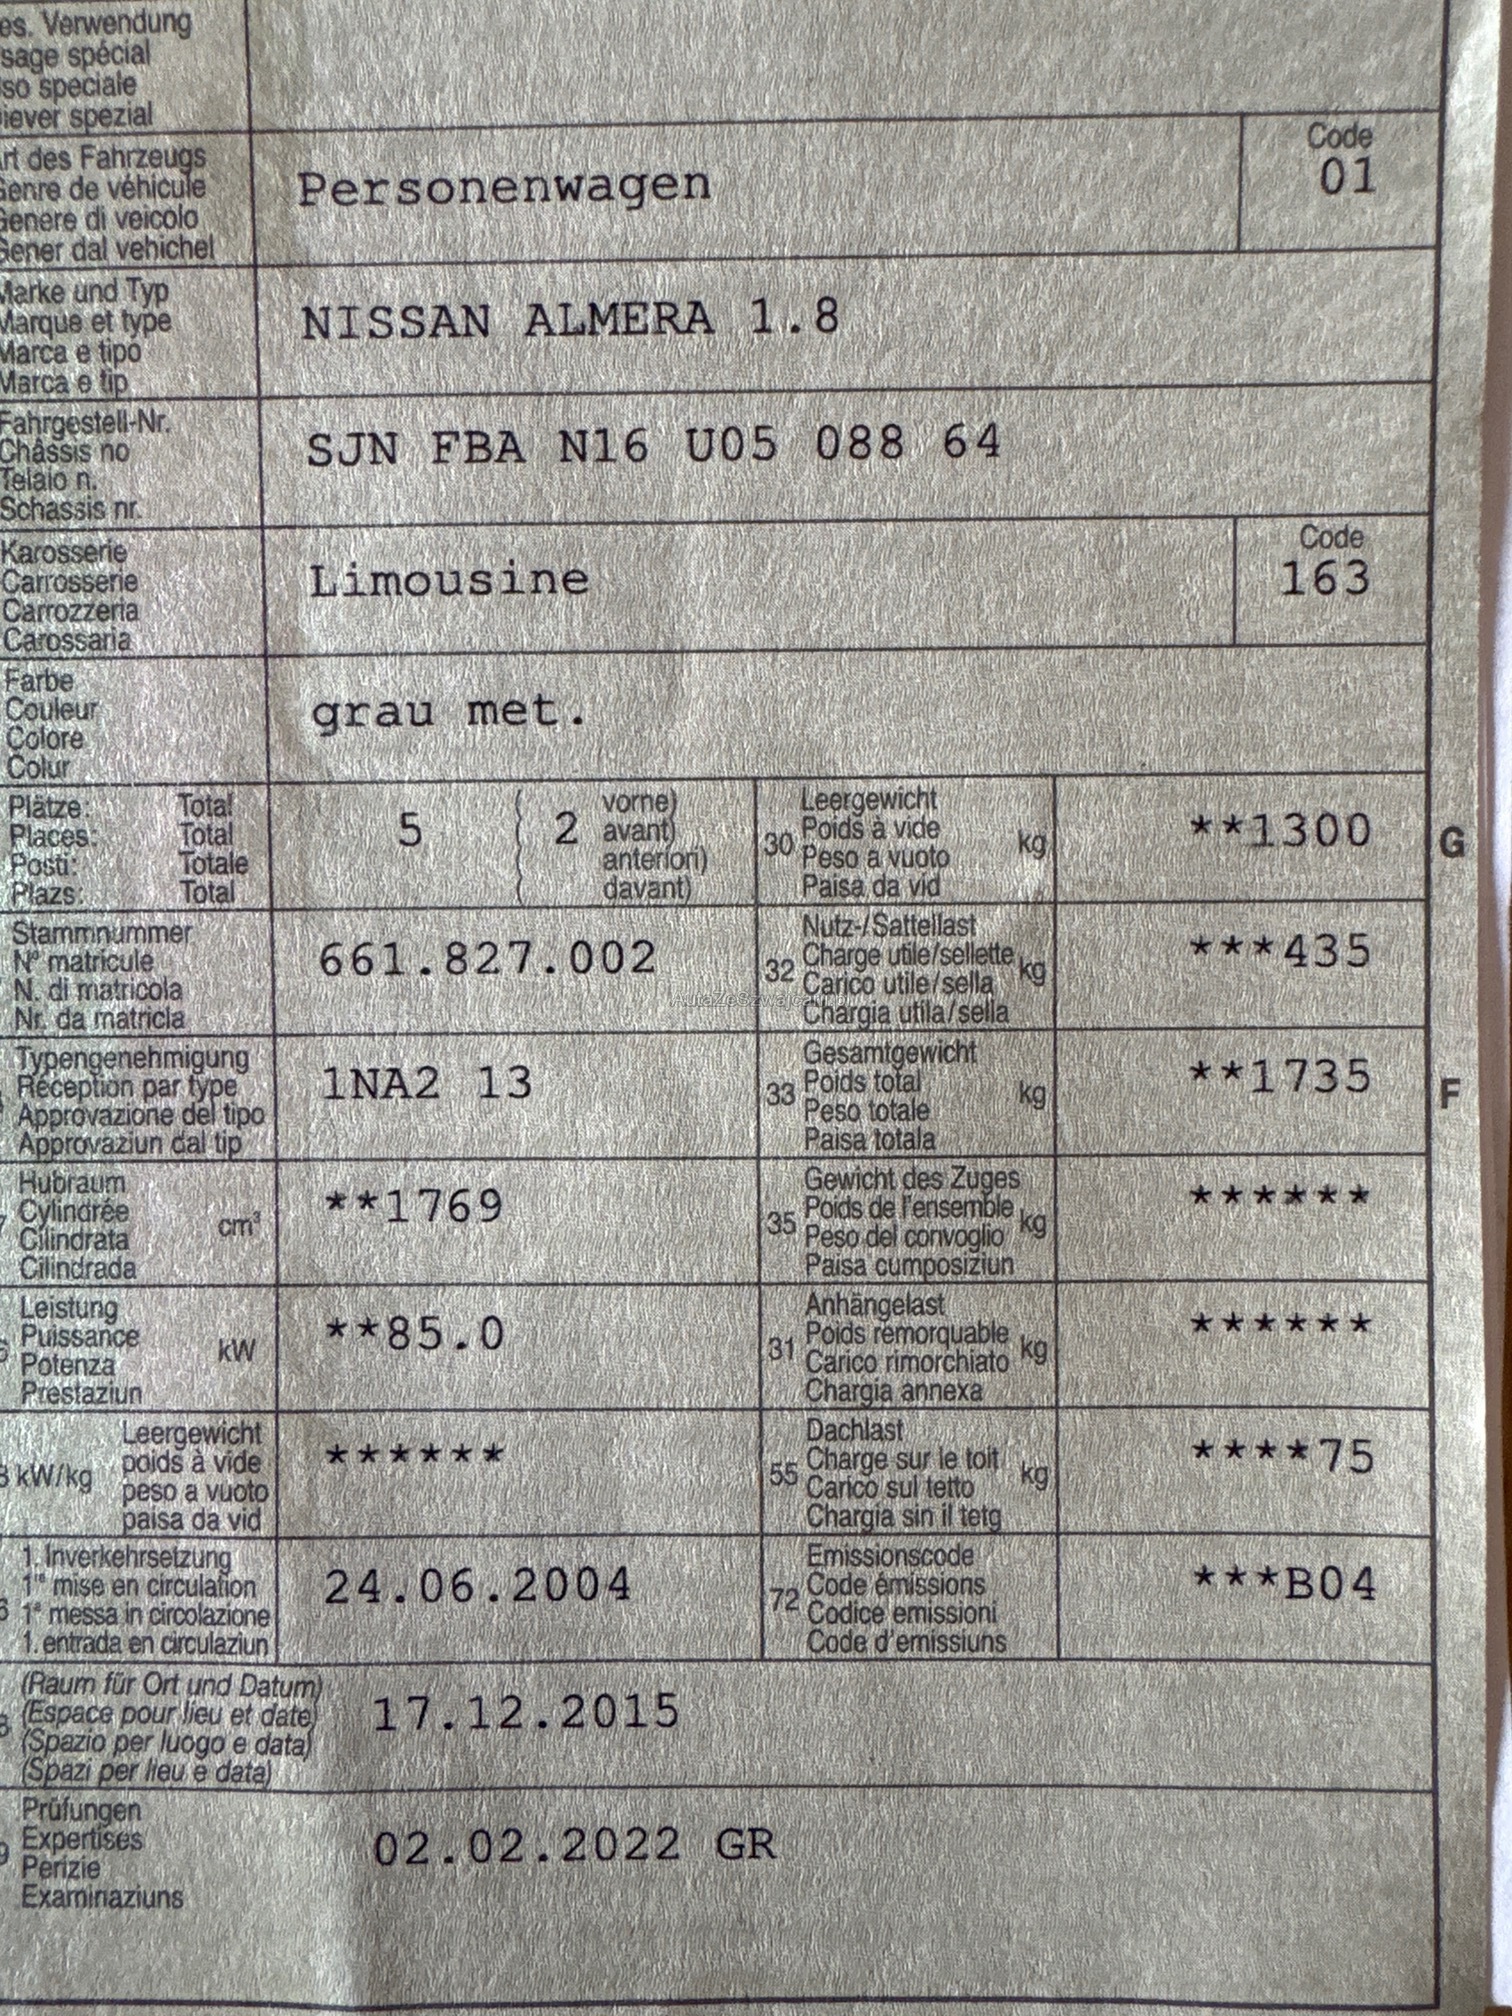 es. Verwendung
sage spécial
so speciale
iever spezial
rt des Fahrzeugs
Genre de véhicule
Genere di veicolo
Gener dal vehichel
Personenwagen
Code
01
Marke und Typ
Marque et type
Marca e tipo
Marca e tip
NISSAN ALMERA 1.8
Fahrgestell-Nr.
Châssis no
Telaio n.
Schassis nr.
SJN FBA N16 U05 088 64
Karosserie
Carrosserie
Carrozzeria
Carossaria
Limousine
Code
163
Farbe
Couleur
Colore
Colur
grau met.
Plätze: Total
Places: Total
Posti: Totale
Plazs: Total
5 ( 2 vorne)
( avant)
( anteriori)
( davant)
30 Leergewicht
Poids à vide kg
Peso a vuoto
Paisa da vid
**1300
G
Stammnummer
N° matricule
N. di matricola
Nr. da matricla
661.827.002
32 Nutz-/Sattellast
Charge utile/sellette kg
Carico utile/sella
Chargia utila/sella
***435
AutaZeSzwajcarii.pl
Typengenehmigung
Réception par type
Approvazione del tipo
Approvaziun dal tip
1NA2 13
33 Gesamtgewicht
Poids total kg
Peso totale
Paisa totala
**1735
F
Hubraum
Cylindrée cm³
Cilindrata
Cilindrada
**1769
35 Gewicht des Zuges
Poids de l'ensemble kg
Peso del convoglio
Paisa cumposiziun
******
Leistung
Puissance kW
Potenza
Prestaziun
**85.0
31 Anhängelast
Poids remorquable kg
Carico rimorchiato
Chargia annexa
******
kW/kg Leergewicht
poids à vide
peso a vuoto
paisa da vid
******
55 Dachlast
Charge sur le toit kg
Carico sul tetto
Chargia sin il tetg
****75
1. Inverkehrsetzung
1re mise en circulation
1a messa in circolazione
1. entrada en circulaziun
24.06.2004
72 Emissionscode
Code émissions
Codice emissioni
Code d'emissiuns
***B04
(Raum für Ort und Datum)
(Espace pour lieu et date)
(Spazio per luogo e data)
(Spazi per lieu e data)
17.12.2015
Prüfungen
Expertises
Perizie
Examinaziuns
02.02.2022 GR